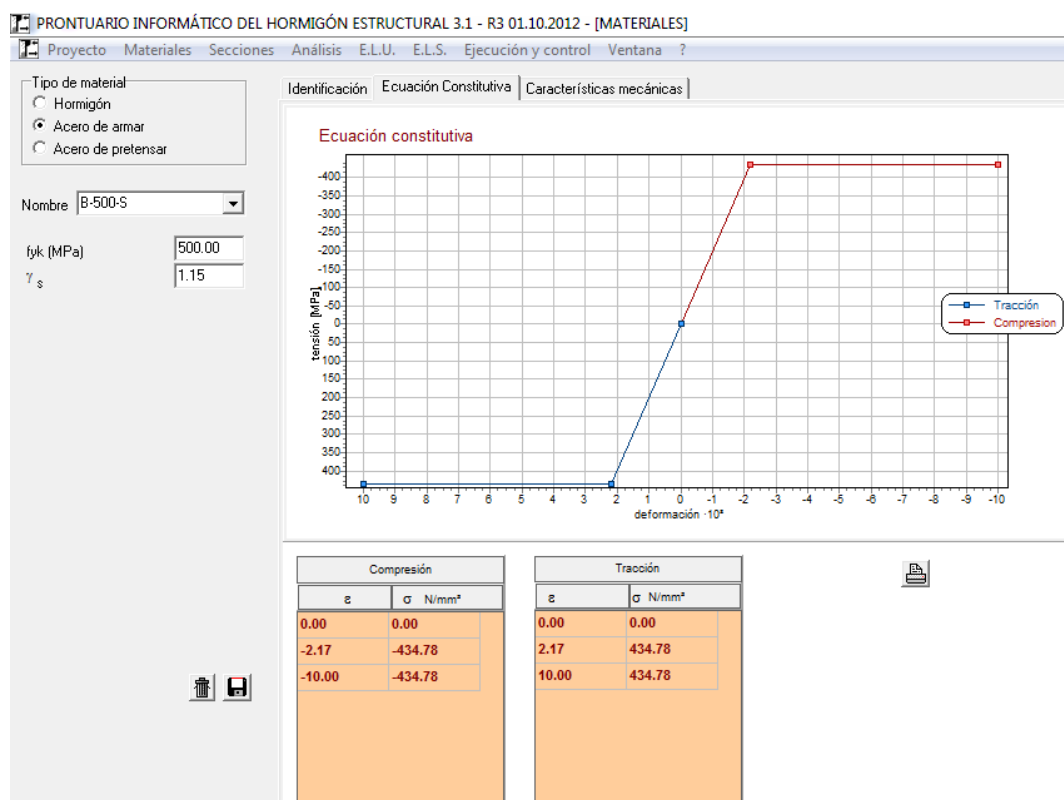 PRONTUARIO INFORMÁTICO DEL HORMIGÓN ESTRUCTURAL 3.1 - R3 01.10.2012 - [MATERIALES]
Proyecto Materiales Secciones Análisis E.L.U. E.L.S. Ejecución y control Ventana ?
Tipo de material
Hormigón
Acero de armar
Acero de pretensar
Nombre B-500-S
fyk (MPa) 500.00
γ s 1.15
Identificación Ecuación Constitutiva Características mecánicas
Ecuación constitutiva
tensión [MPa]
-400
-350
-300
-250
-200
-150
-100
-50
0
50
100
150
200
250
300
350
400
10 9 8 7 6 5 4 3 2 1 0 -1 -2 -3 -4 -5 -6 -7 -8 -9 -10
deformación ·10³
Tracción
Compresion
Compresión
ε σ N/mm²
0.00 0.00
-2.17 -434.78
-10.00 -434.78
Tracción
ε σ N/mm²
0.00 0.00
2.17 434.78
10.00 434.78